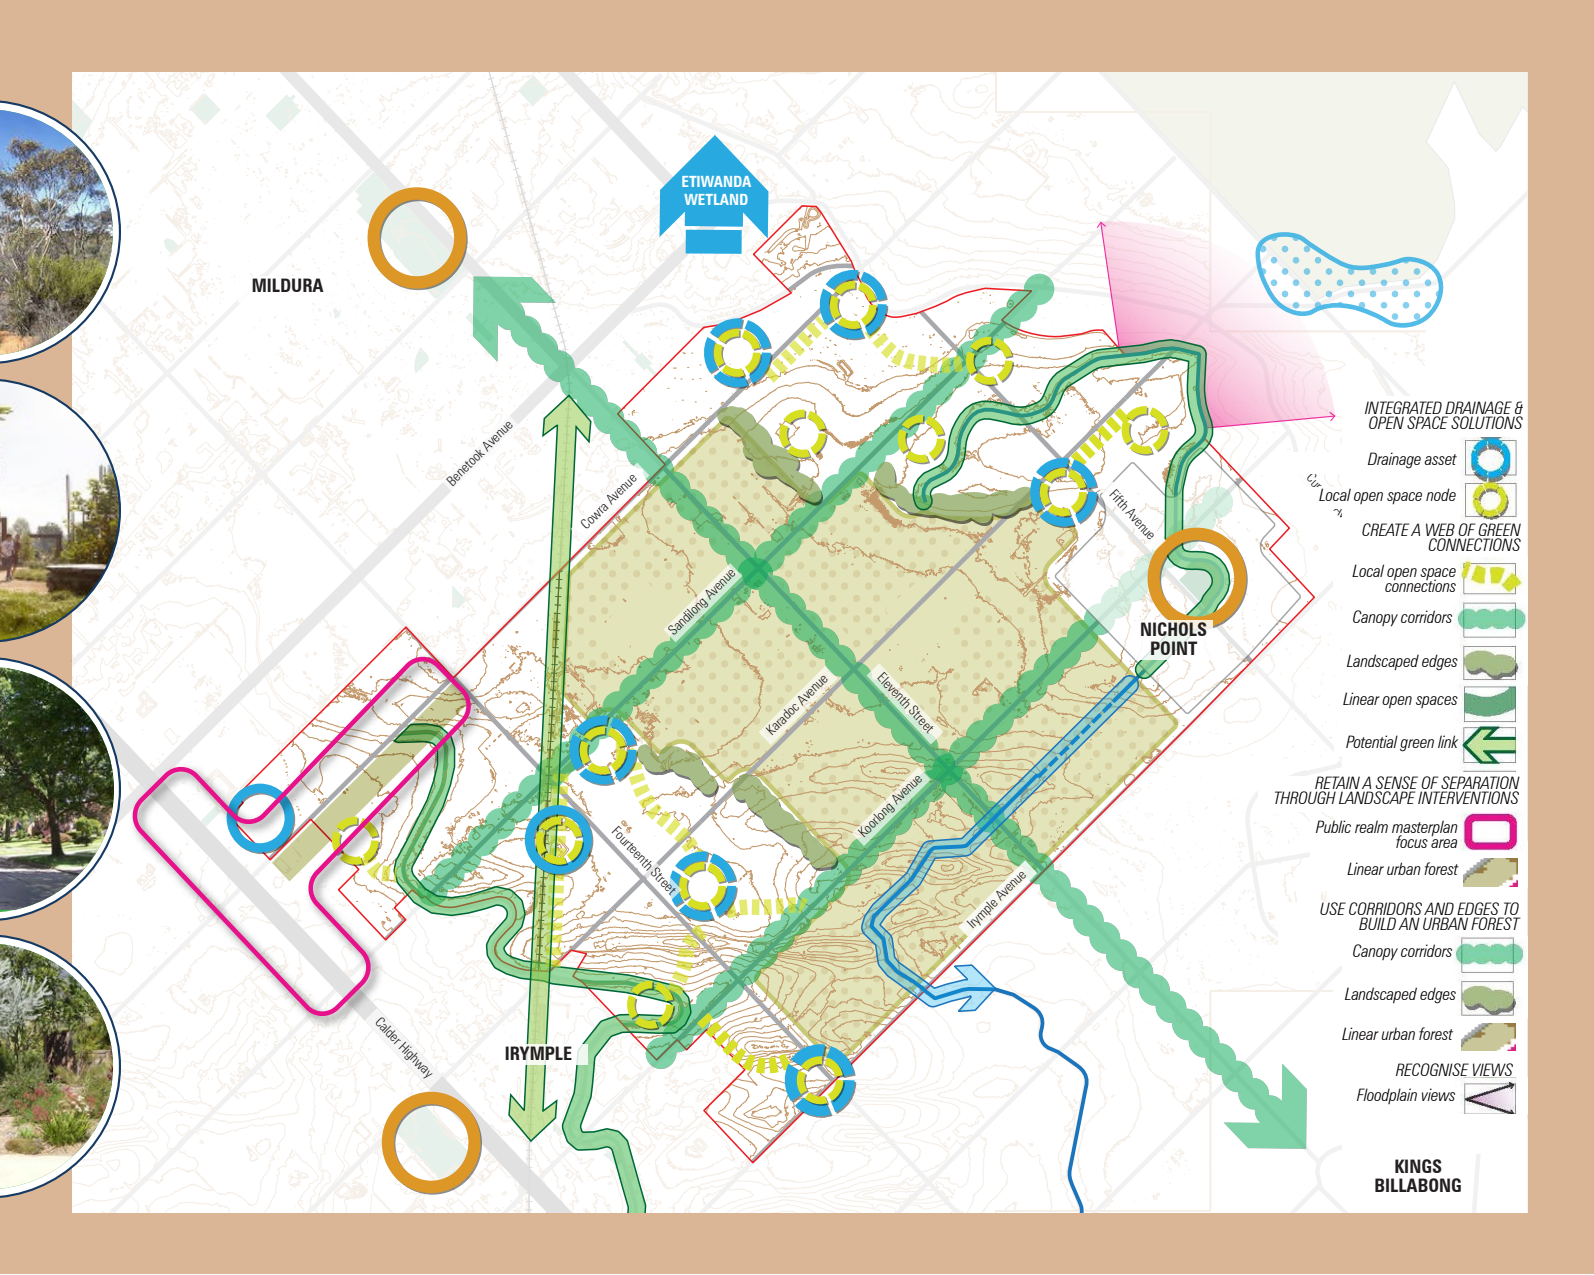 ETIWANDA
WETLAND
MILDURA
Benetook Avenue
Cowra Avenue
Sandilong Avenue
Karadoc Avenue
Eleventh Street
Koorlong Avenue
Fourteenth Street
Irymple Avenue
Fifth Avenue
Calder Highway
NICHOLS
POINT
IRYMPLE
KINGS
BILLABONG
INTEGRATED DRAINAGE &
OPEN SPACE SOLUTIONS
Drainage asset
Local open space node
CREATE A WEB OF GREEN
CONNECTIONS
Local open space
connections
Canopy corridors
Landscaped edges
Linear open spaces
Potential green link
RETAIN A SENSE OF SEPARATION
THROUGH LANDSCAPE INTERVENTIONS
Public realm masterplan
focus area
Linear urban forest
USE CORRIDORS AND EDGES TO
BUILD AN URBAN FOREST
Canopy corridors
Landscaped edges
Linear urban forest
RECOGNISE VIEWS
Floodplain views